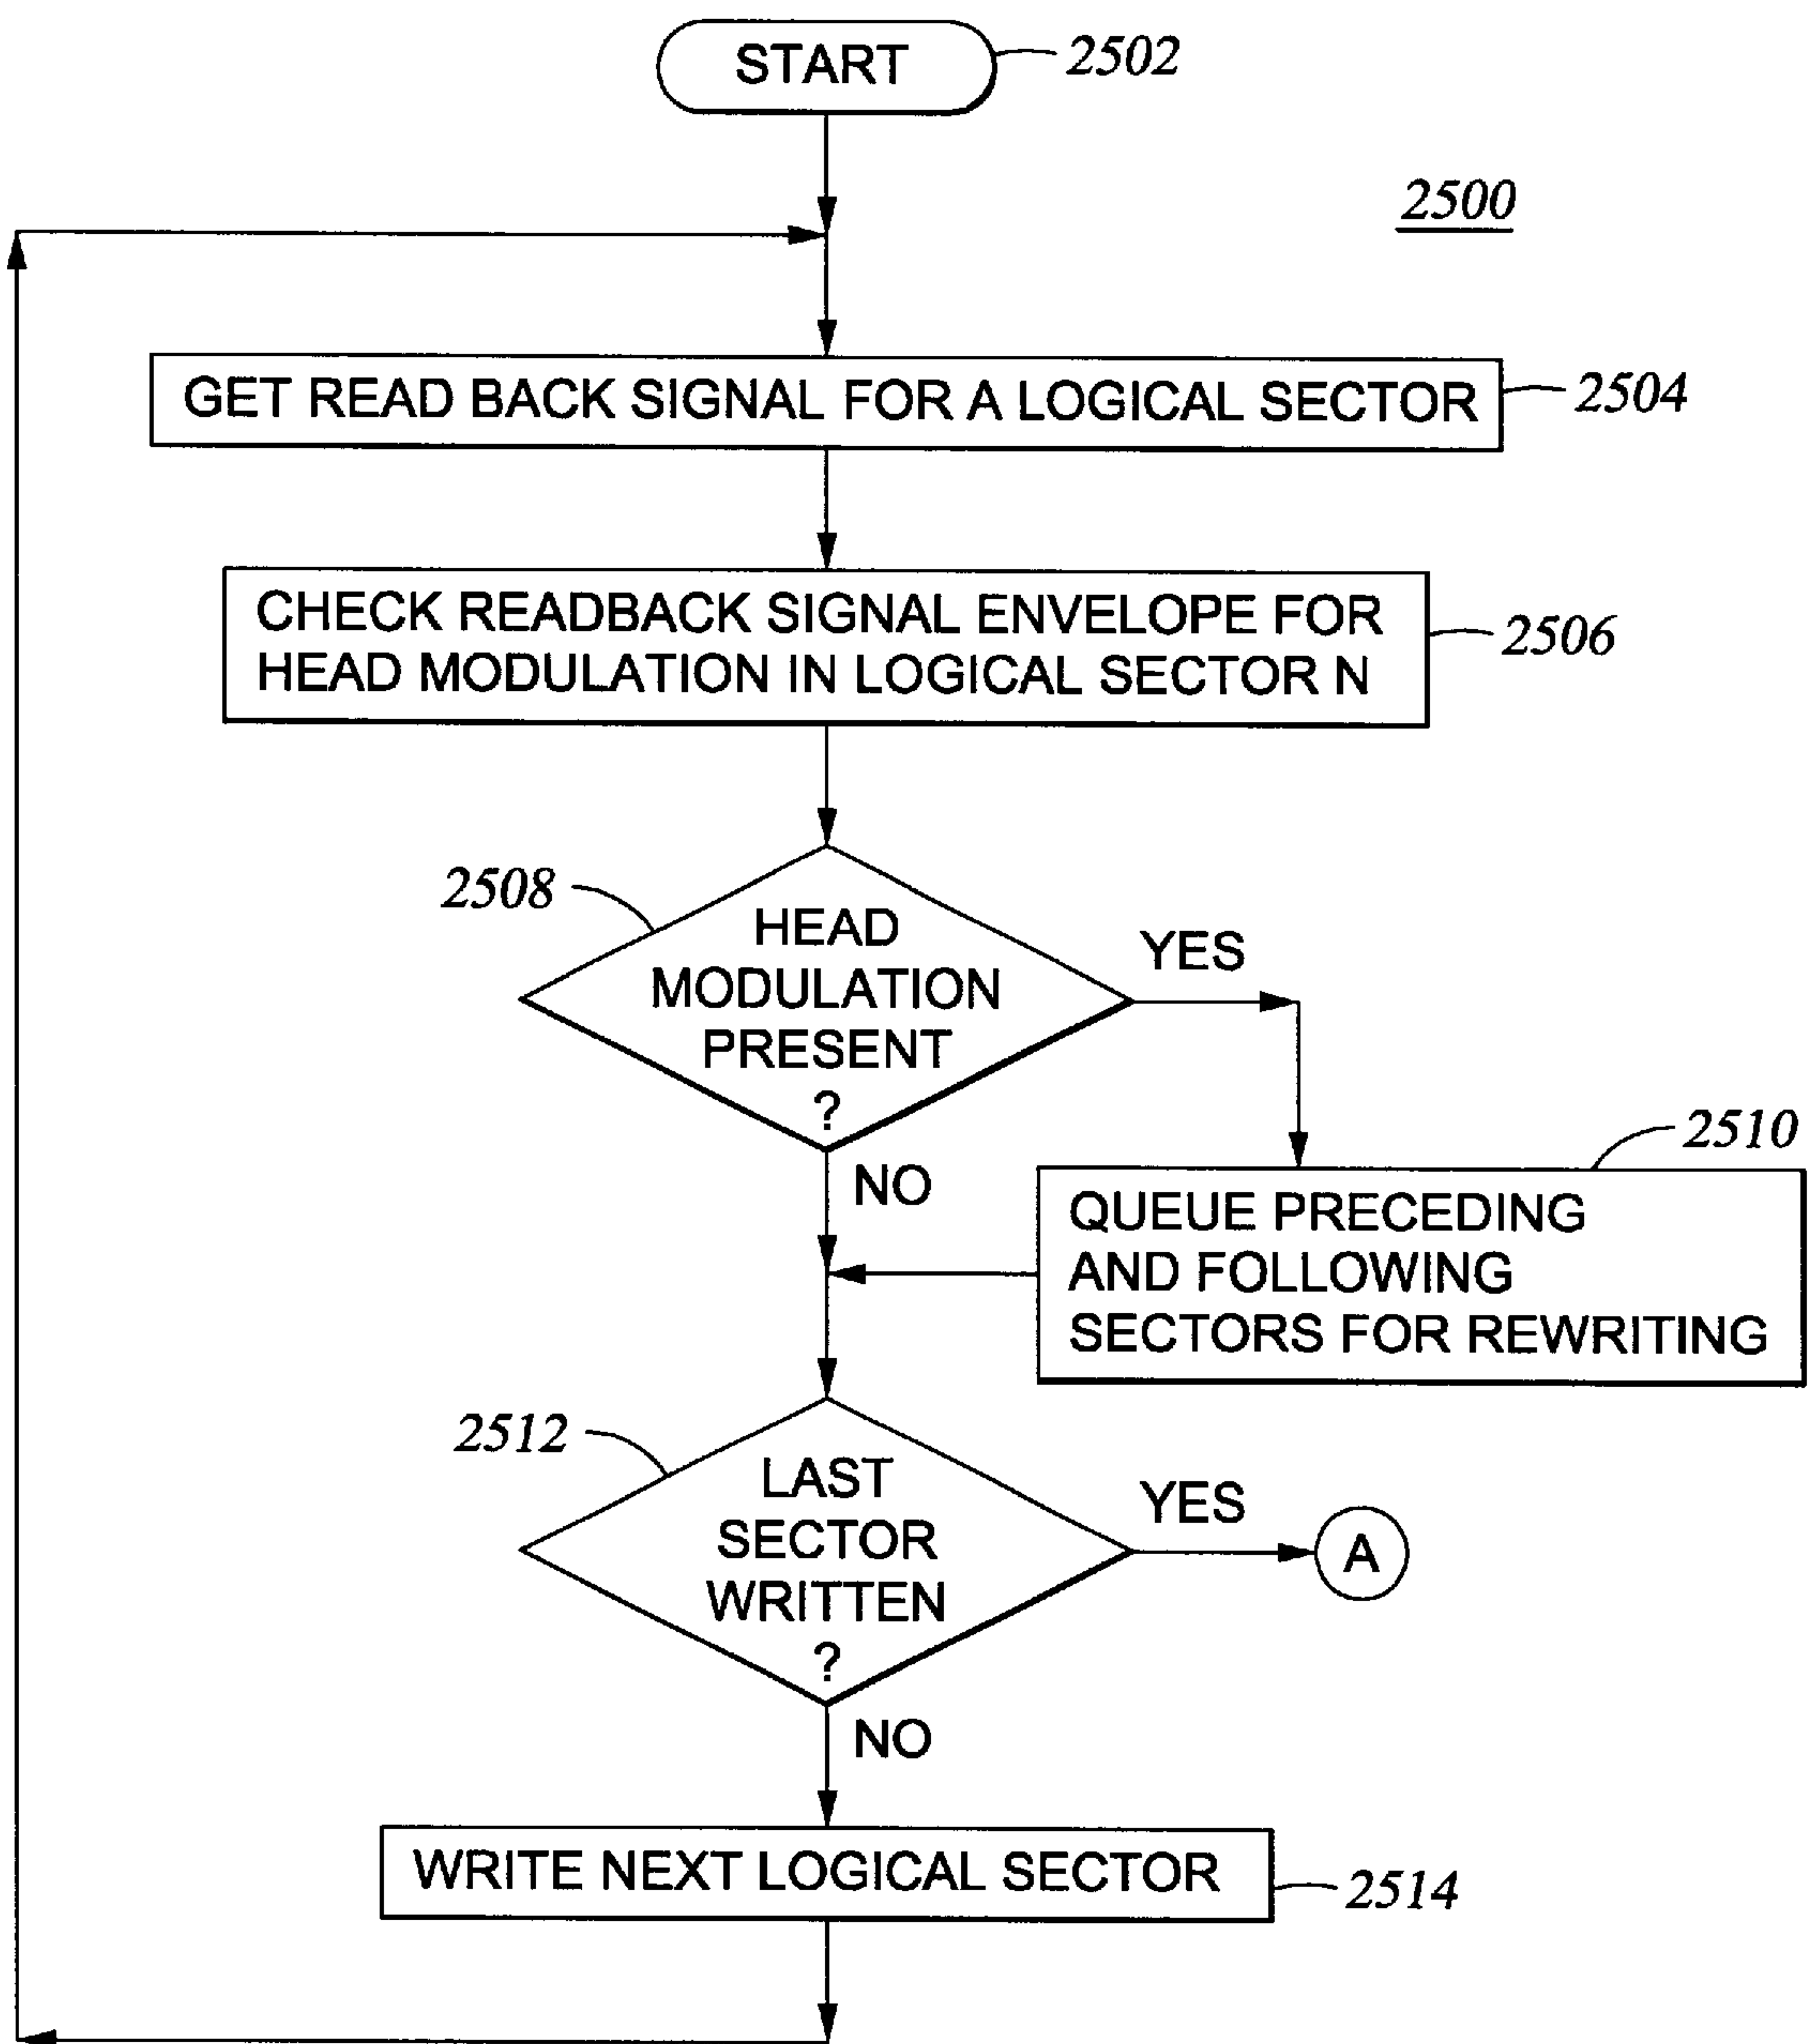 START
2502
2500
GET READ BACK SIGNAL FOR A LOGICAL SECTOR
2504
CHECK READBACK SIGNAL ENVELOPE FOR
HEAD MODULATION IN LOGICAL SECTOR N
2506
2508
HEAD
MODULATION
PRESENT
?
YES
NO
2510
QUEUE PRECEDING
AND FOLLOWING
SECTORS FOR REWRITING
2512
LAST
SECTOR
WRITTEN
?
YES
A
NO
WRITE NEXT LOGICAL SECTOR
2514